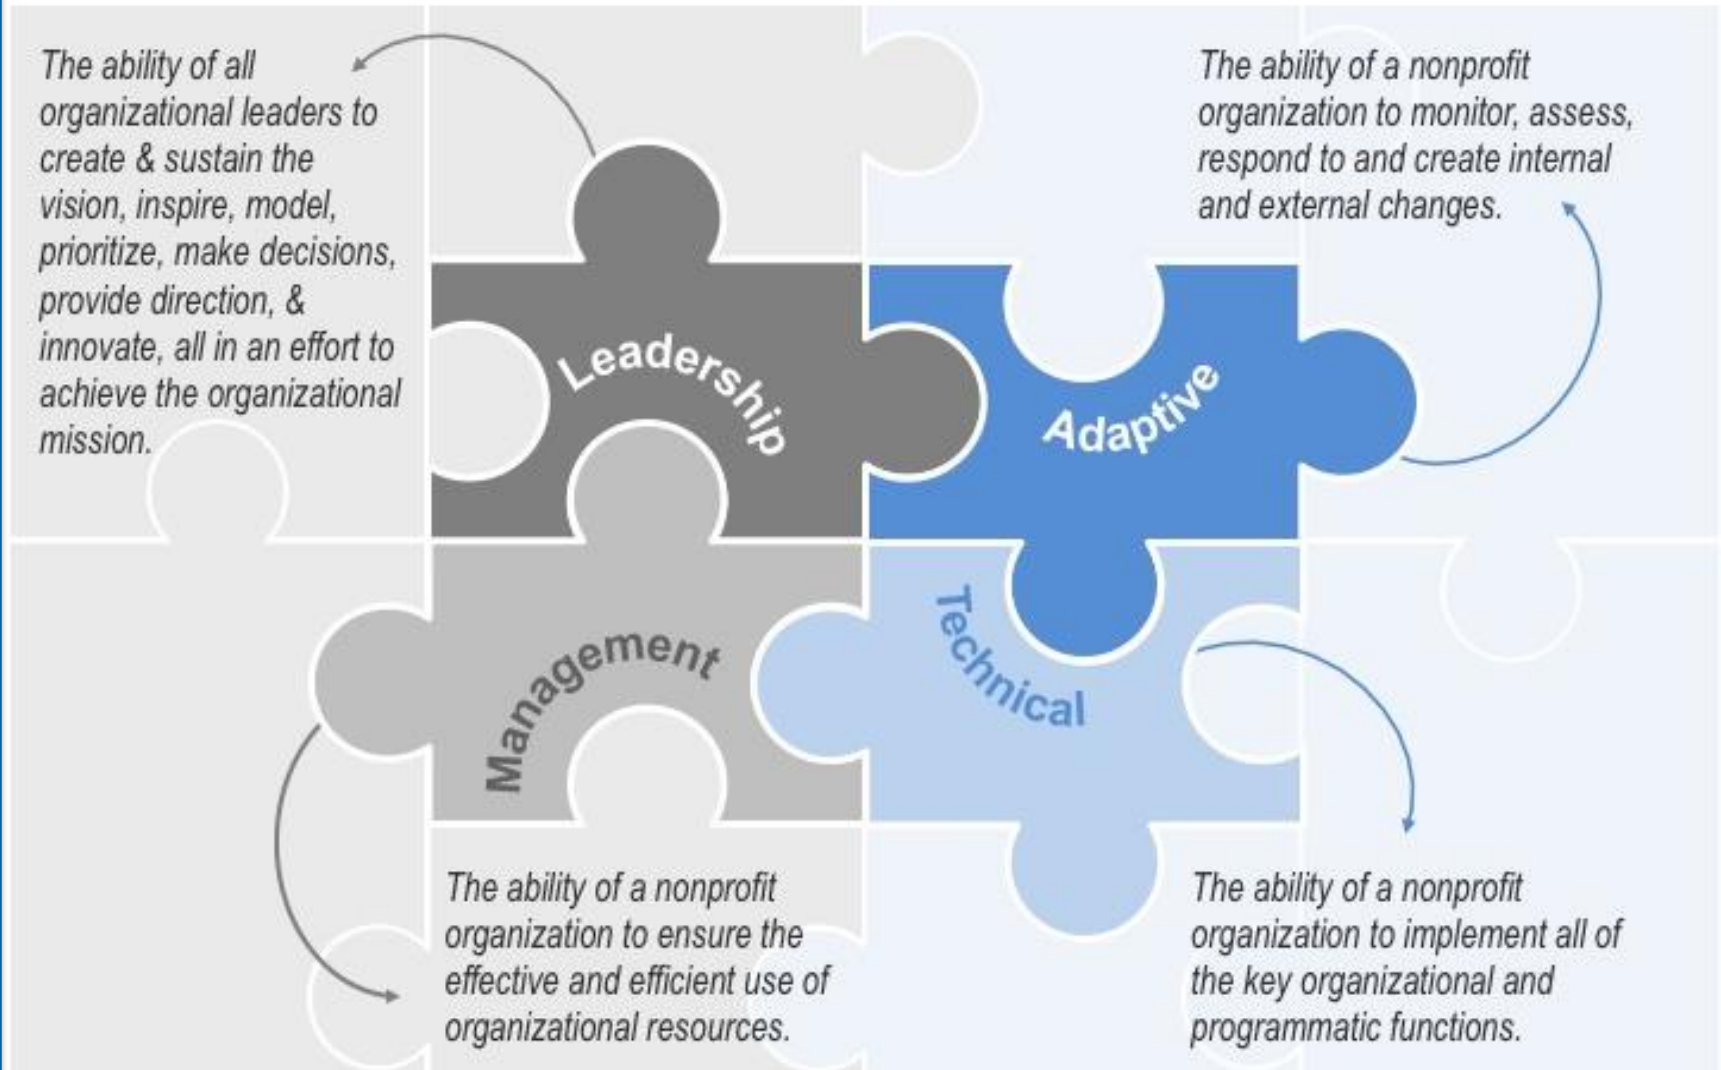 The ability of all
organizational leaders to
create & sustain the
vision, inspire, model,
prioritize, make decisions,
provide direction, &
innovate, all in an effort to
achieve the organizational
mission.
The ability of a nonprofit
organization to monitor, assess,
respond to and create internal
and external changes.
Leadership
Adaptive
Management
Technical
The ability of a nonprofit
organization to ensure the
effective and efficient use of
organizational resources.
The ability of a nonprofit
organization to implement all of
the key organizational and
programmatic functions.